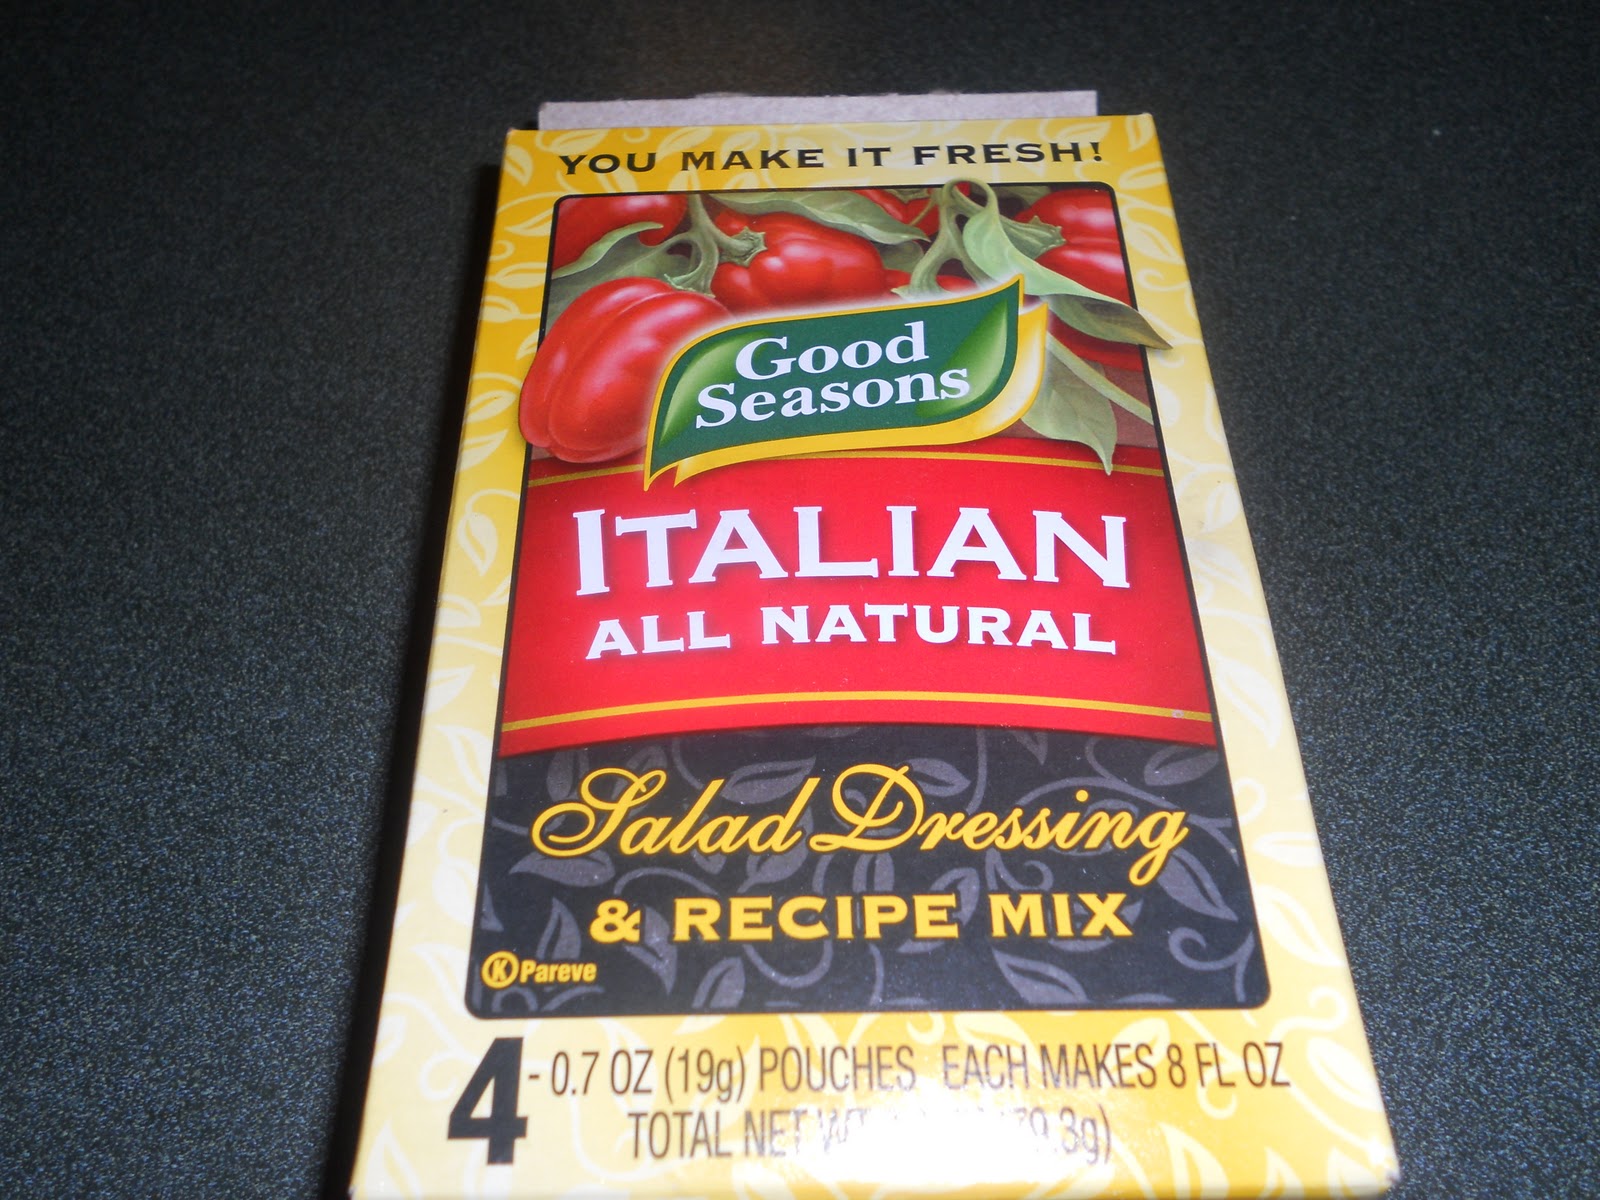 YOU MAKE IT FRESH!
Good
Seasons
ITALIAN
ALL NATURAL
Salad Dressing
& RECIPE MIX
K Pareve
4 - 0.7 OZ (19g) POUCHES EACH MAKES 8 FL OZ
TOTAL NET WT